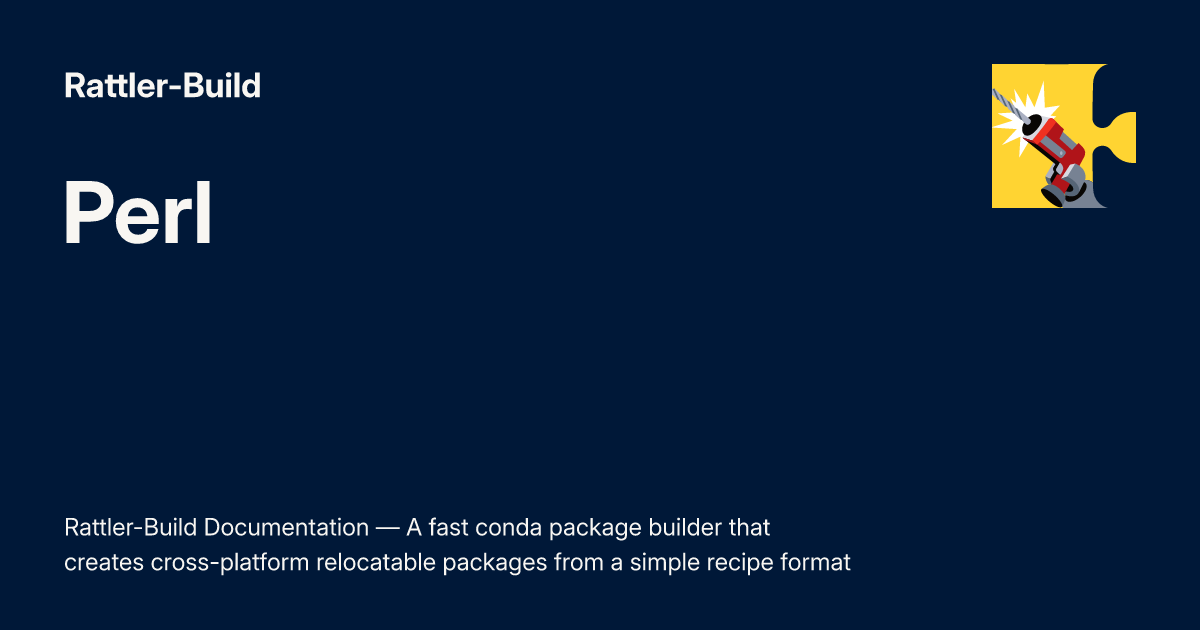 Rattler-Build
Perl
Rattler-Build Documentation — A fast conda package builder that
creates cross-platform relocatable packages from a simple recipe format